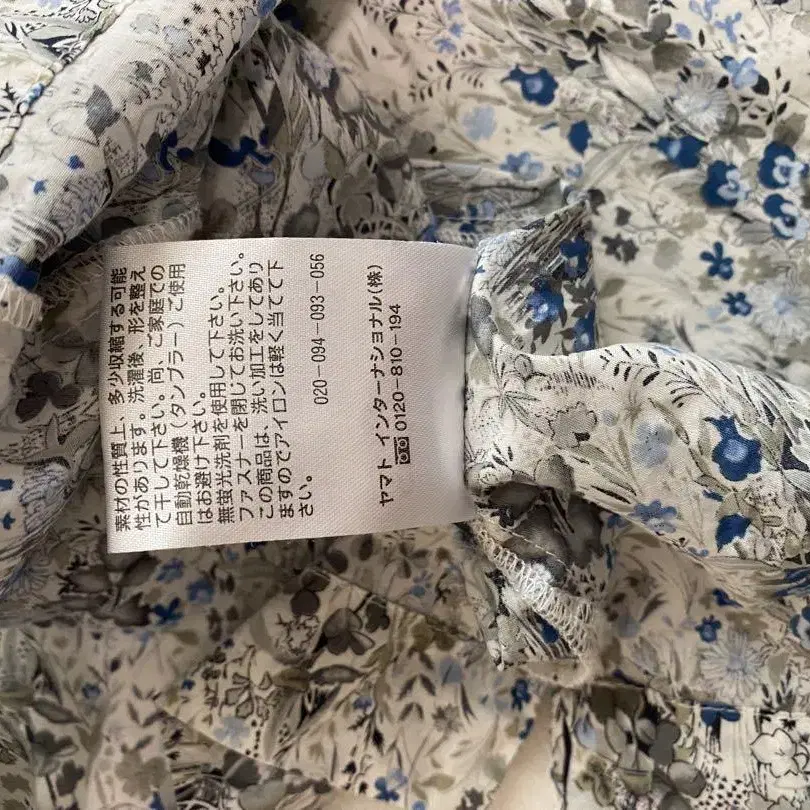 素材の性質上、多少収縮する可能
性があります。洗濯後、形を整え
て干して下さい。尚、ご家庭での
自動乾燥機（タンブラー）ご使用
はお避け下さい。
無蛍光洗剤を使用して下さい。
ファスナーを閉じてお洗い下さい。
この商品は、洗い加工をしてあり
ますのでアイロンは軽く当てて下
さい。
020-094-093-056
ヤマト インターナショナル(株)
0120-810-194